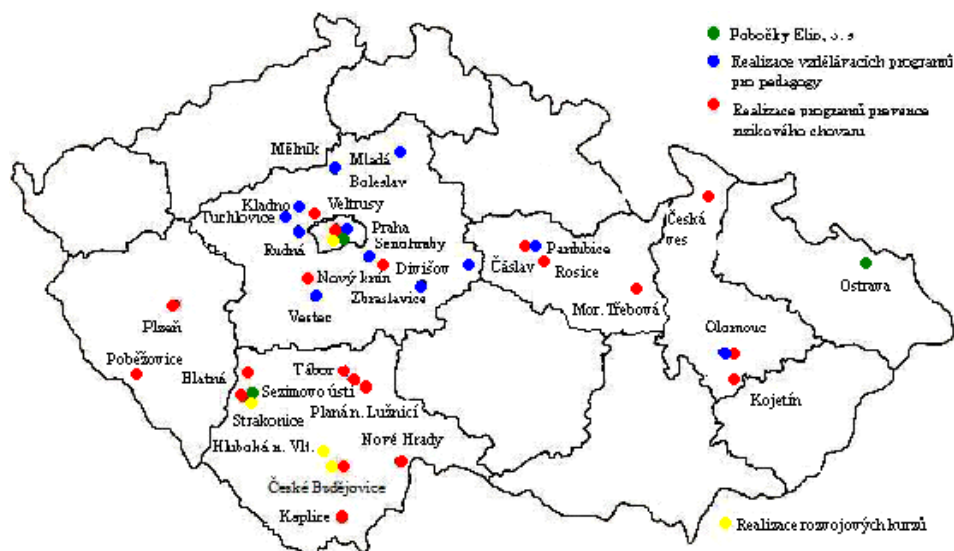 Pobočky Elio, o. s
Realizace vzdělávacích programů
pro pedagogy
Realizace programů prevence
rizikového chovaní
Mělník
Mladá
Boleslav
Kladno
Veltrusy
Tuchlovice
Česká
ves
Praha
Rudná
Senohraby
Pardubice
Čáslav
Divišov
Rosice
Nový knín
Ostrava
Zbraslavice
Vestec
Mor. Třebová
Plzeň
Olomouc
Poběžovice
Blatná
Tábor
Kojetín
Sezimovo ústí
Planá n. Lužnicí
Strakonice
Hluboká n. Vlt.
Nové Hrady
České Budějovice
Kaplice
Realizace rozvojových kurzů